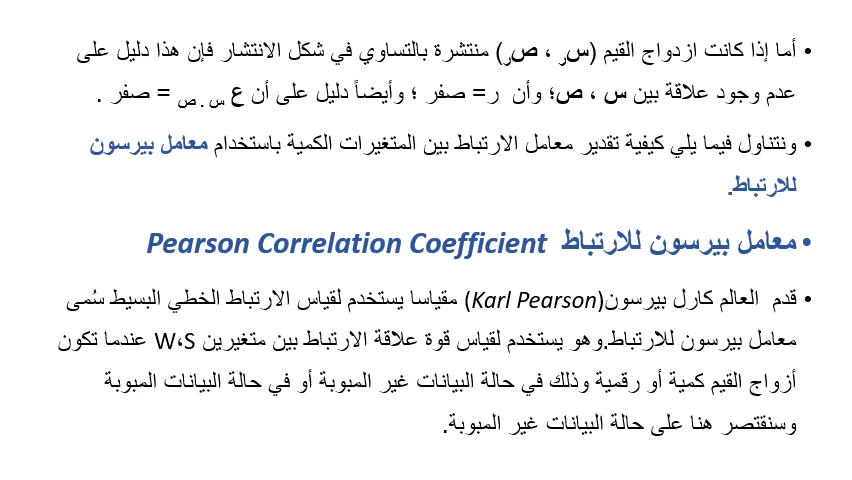 • أما إذا كانت ازدواج القيم (سر ، صر) منتشرة بالتساوي في شكل الانتشار فإن هذا دليل على
عدم وجود علاقة بين س ، ص؛ وأن ر= صفر ؛ وأيضاً دليل على أن ع س . ص = صفر .
• ونتناول فيما يلي كيفية تقدير معامل الارتباط بين المتغيرات الكمية باستخدام معامل بيرسون
للارتباط.
• معامل بيرسون للارتباط Pearson Correlation Coefficient
• قدم العالم كارل بيرسون(Karl Pearson) مقياسا يستخدم لقياس الارتباط الخطي البسيط سُمى
معامل بيرسون للارتباط.وهو يستخدم لقياس قوة علاقة الارتباط بين متغيرين W،S عندما تكون
أزواج القيم كمية أو رقمية وذلك في حالة البيانات غير المبوبة أو في حالة البيانات المبوبة
وسنقتصر هنا على حالة البيانات غير المبوبة.